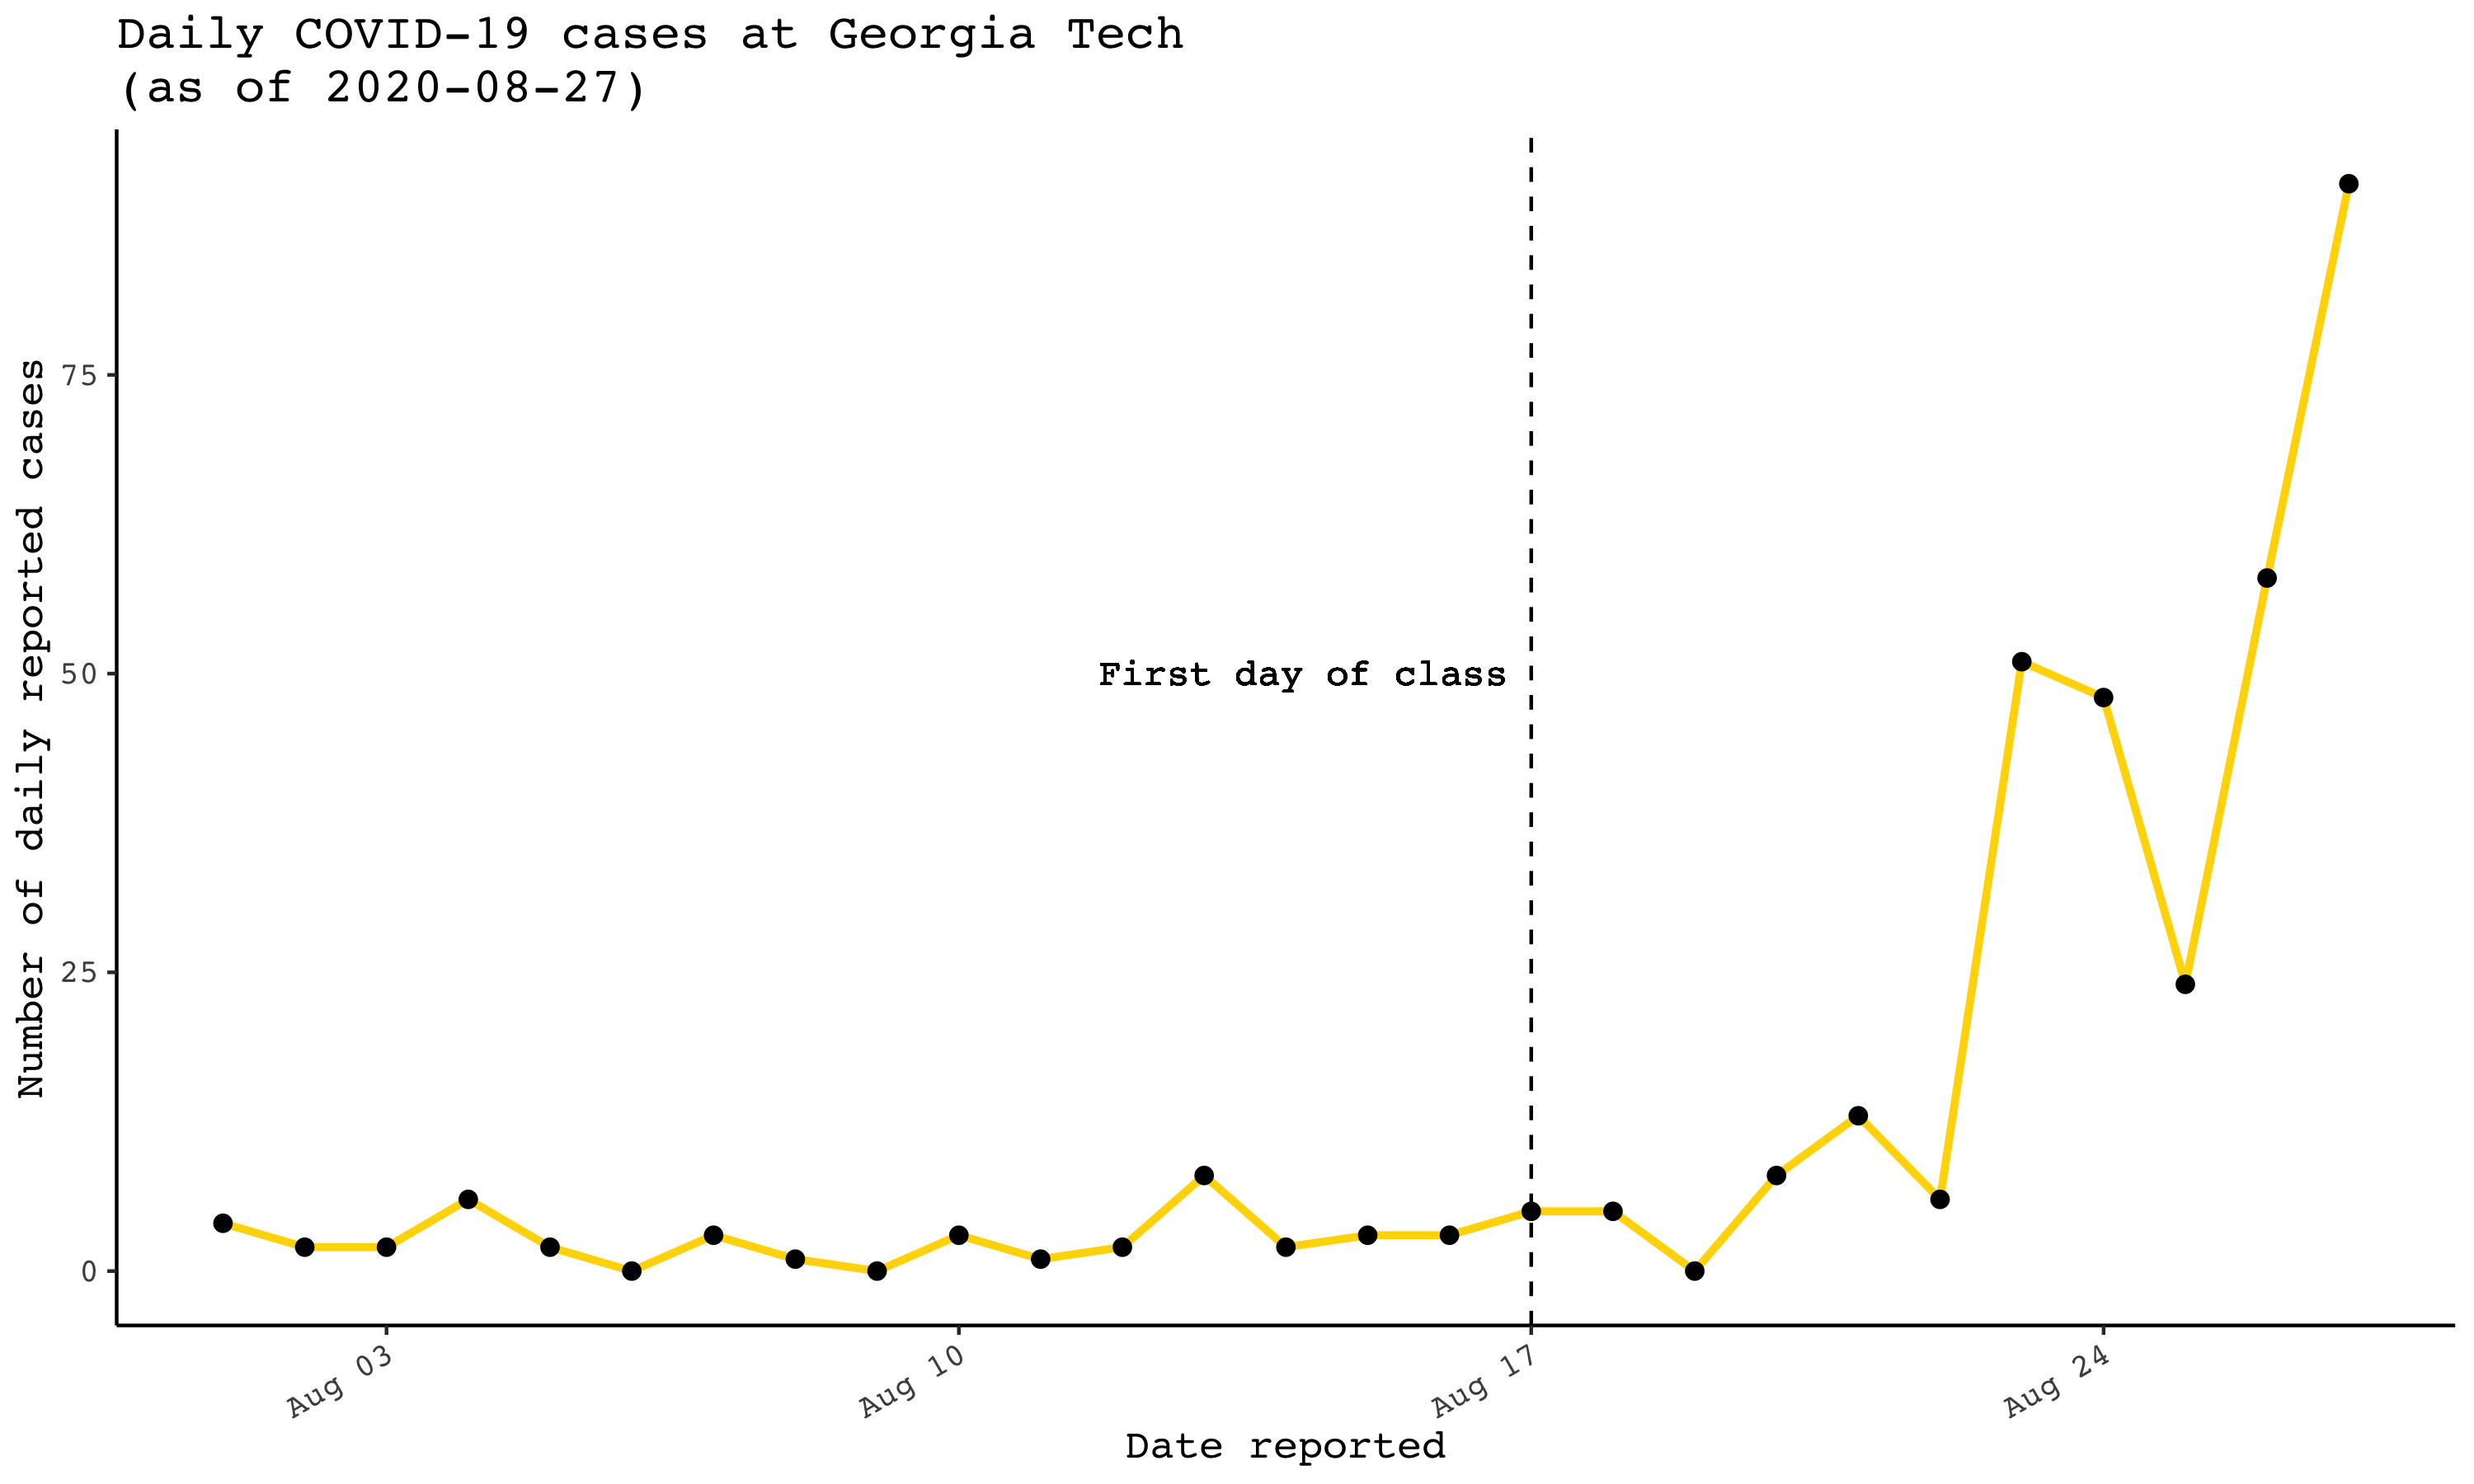 Daily COVID-19 cases at Georgia Tech
(as of 2020-08-27)
Number of daily reported cases
75
50
25
0
First day of class
Aug 03
Aug 10
Aug 17
Aug 24
Date reported